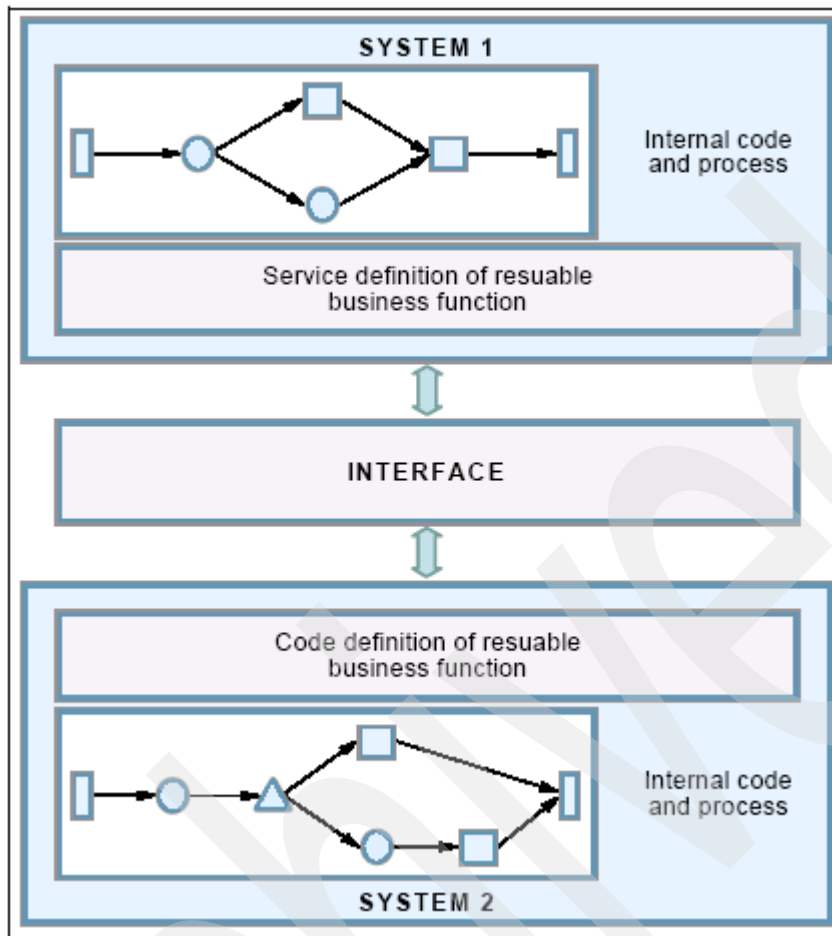 SYSTEM 1
Internal code
and process
Service definition of resuable
business function
INTERFACE
Code definition of resuable
business function
Internal code
and process
SYSTEM 2